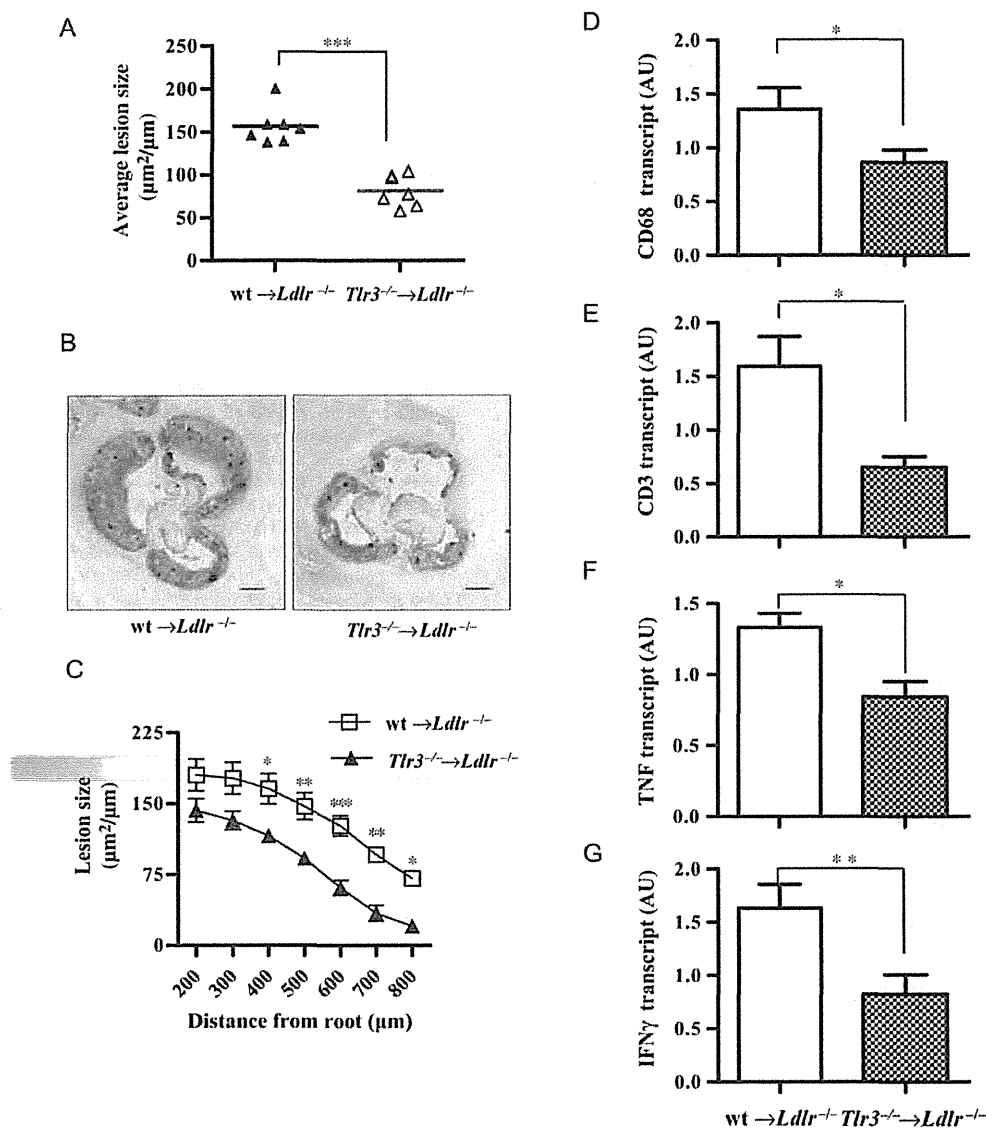 A
Average lesion size
(μm²/μm)
250
200
150
100
50
0
***
wt →Ldlr⁻/⁻
Tlr3⁻/⁻→Ldlr⁻/⁻
B
wt →Ldlr⁻/⁻
Tlr3⁻/⁻→Ldlr⁻/⁻
C
wt →Ldlr⁻/⁻
Tlr3⁻/⁻→Ldlr⁻/⁻
Lesion size
(μm²/μm)
225
150
75
0
*
**
***
**
*
200
300
400
500
600
700
800
Distance from root (μm)
D
CD68 transcript (AU)
2.0
1.5
1.0
0.5
0.0
*
E
CD3 transcript (AU)
2.0
1.5
1.0
0.5
0.0
*
F
TNF transcript (AU)
1.5
1.0
0.5
0.0
*
G
IFNγ transcript (AU)
2.0
1.5
1.0
0.5
0.0
**
wt →Ldlr⁻/⁻ Tlr3⁻/⁻→Ldlr⁻/⁻